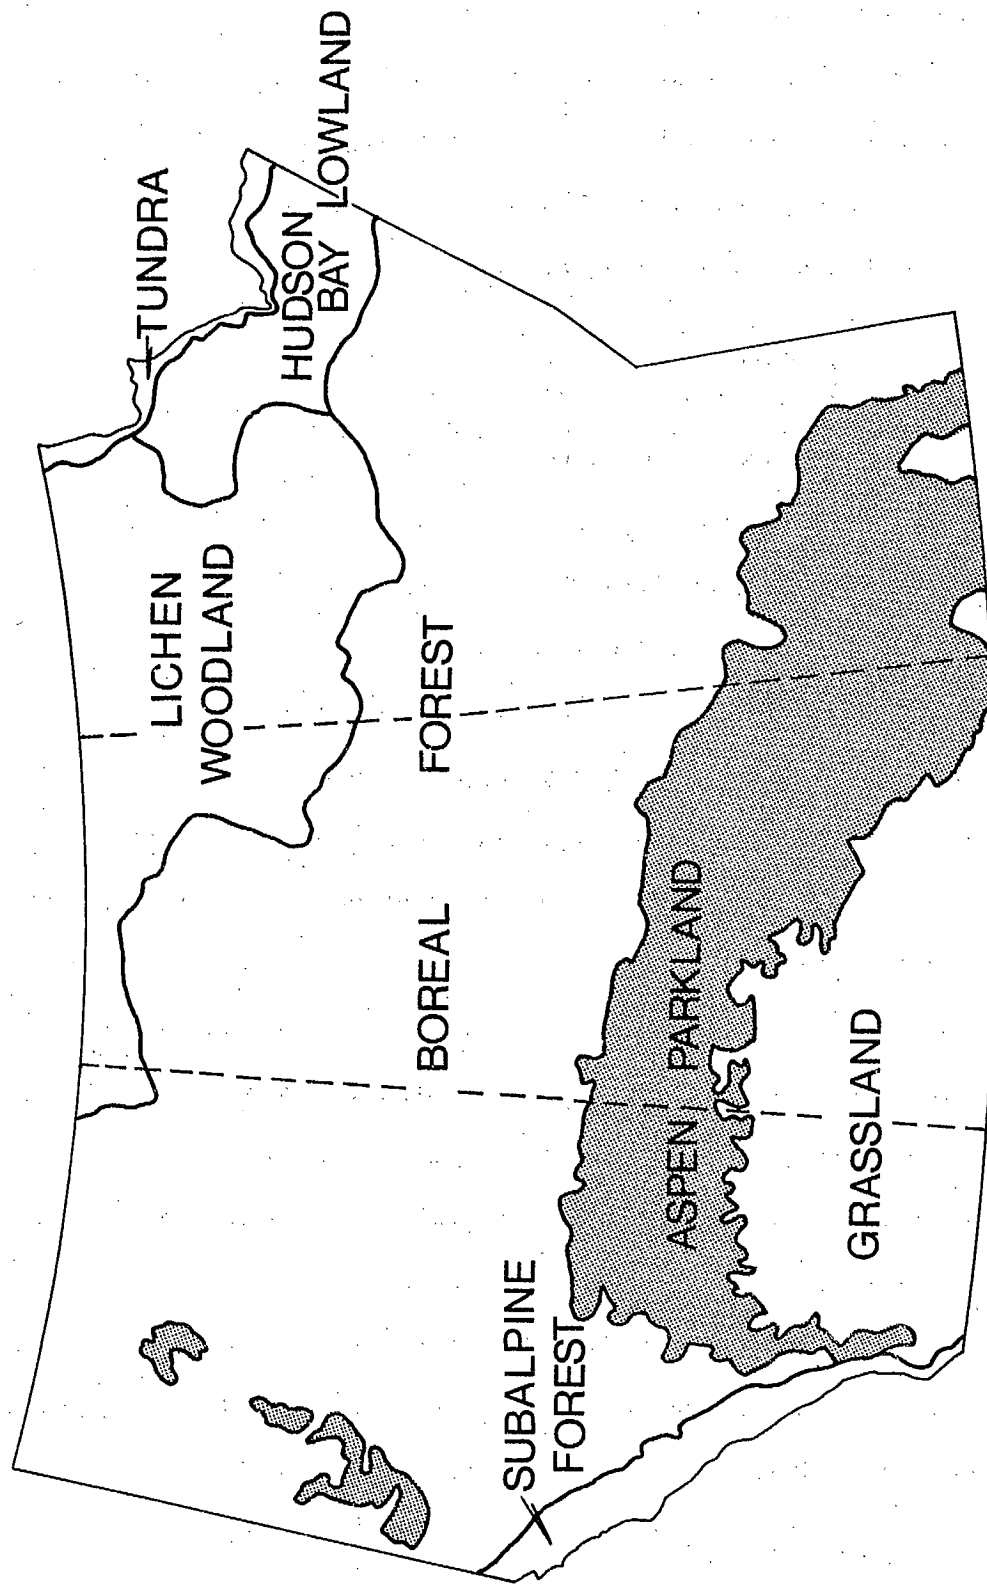 TUNDRA
LICHEN
WOODLAND
HUDSON
BAY LOWLAND
BOREAL FOREST
SUBALPINE
FOREST
ASPEN PARKLAND
GRASSLAND